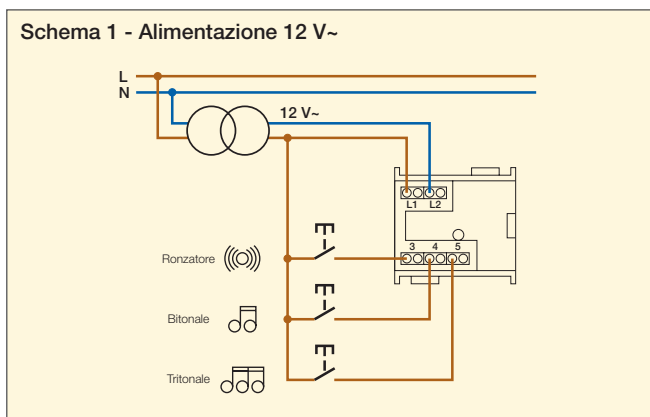 Schema 1 - Alimentazione 12 V~
L
N
12 V~
L1 L2
3 4 5
Ronzatore
Bitonale
Tritonale